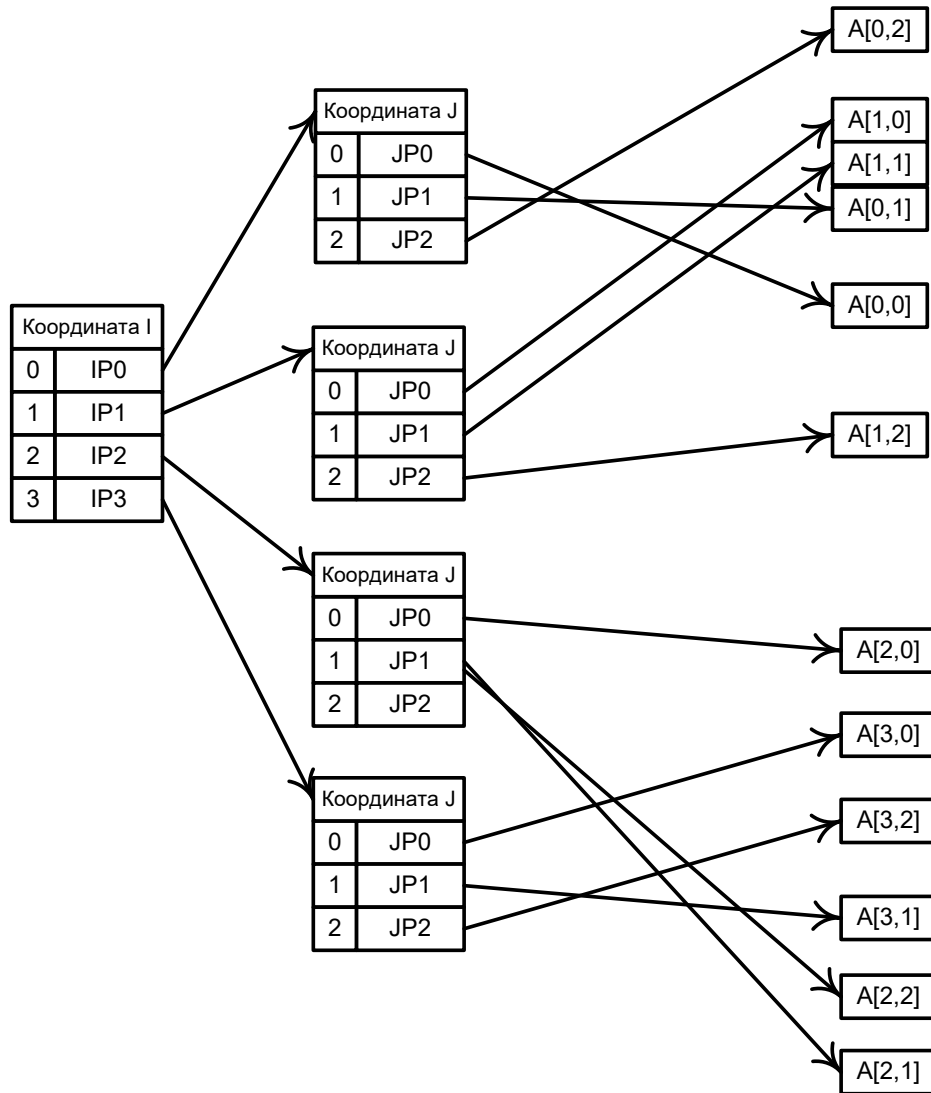 Координата I
0 IP0
1 IP1
2 IP2
3 IP3
Координата J
0 JP0
1 JP1
2 JP2
Координата J
0 JP0
1 JP1
2 JP2
Координата J
0 JP0
1 JP1
2 JP2
Координата J
0 JP0
1 JP1
2 JP2
A[0,2]
A[1,0]
A[1,1]
A[0,1]
A[0,0]
A[1,2]
A[2,0]
A[3,0]
A[3,2]
A[3,1]
A[2,2]
A[2,1]